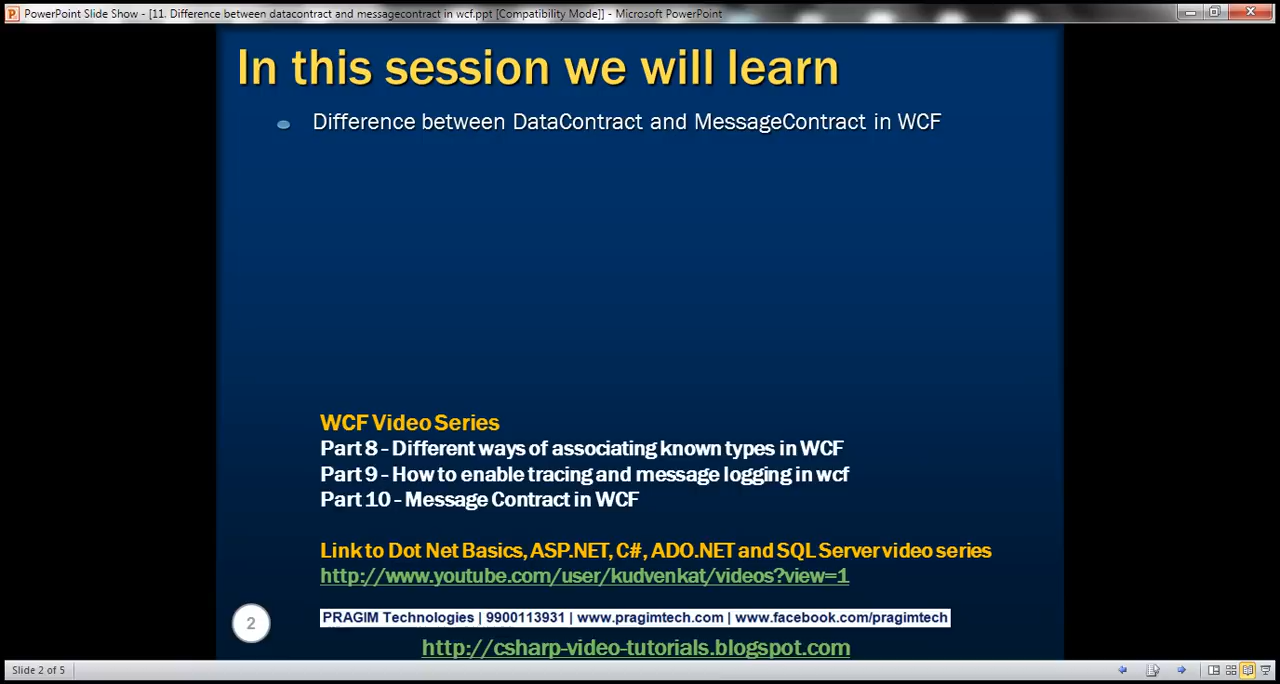 PowerPoint Slide Show - [11. Difference between datacontract and messagecontract in wcf.ppt [Compatibility Mode]] - Microsoft PowerPoint
In this session we will learn
Difference between DataContract and MessageContract in WCF
WCF Video Series
Part 8 - Different ways of associating known types in WCF
Part 9 - How to enable tracing and message logging in wcf
Part 10 - Message Contract in WCF
Link to Dot Net Basics, ASP.NET, C#, ADO.NET and SQL Server video series
http://www.youtube.com/user/kudvenkat/videos?view=1
2
PRAGIM Technologies | 9900113931 | www.pragimtech.com | www.facebook.com/pragimtech
http://csharp-video-tutorials.blogspot.com
Slide 2 of 5